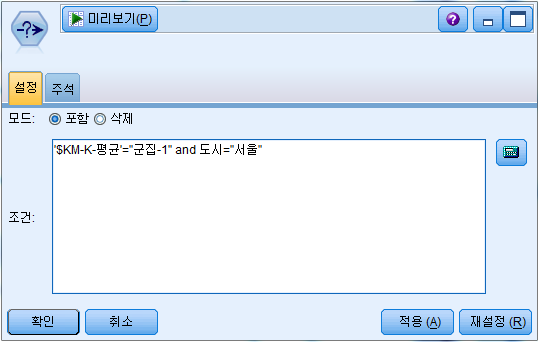 -?➔
미리보기(P)
?
설정
주석
모드:
포함
삭제
'$KM-K-평균'="군집-1" and 도시="서울"
조건:
확인
취소
적용 (A)
재설정 (R)